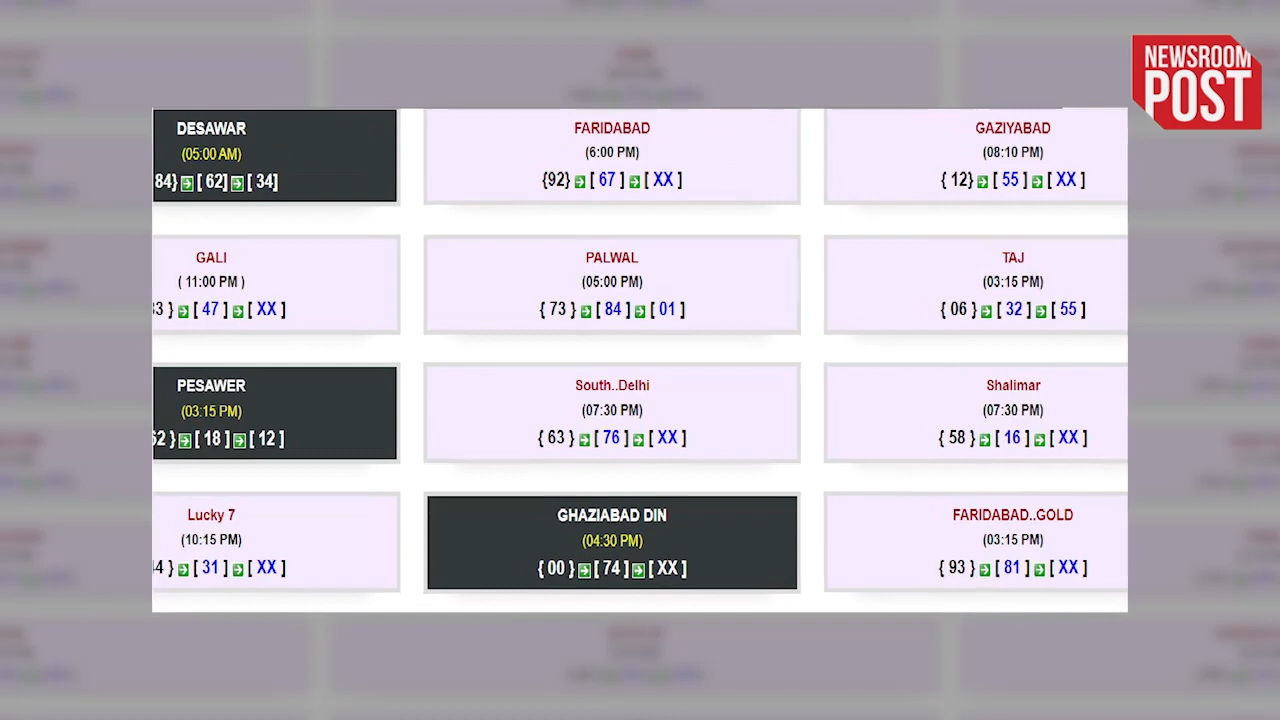 NEWSROOM
POST
DESAWAR
(05:00 AM)
84} [ 62] [ 34]
FARIDABAD
(6:00 PM)
{92} [ 67 ] [ XX ]
GAZIYABAD
(08:10 PM)
{ 12} [ 55 ] [ XX ]
GALI
( 11:00 PM )
3 } [ 47 ] [ XX ]
PALWAL
(05:00 PM)
{ 73 } [ 84 ] [ 01 ]
TAJ
(03:15 PM)
{ 06 } [ 32 ] [ 55 ]
PESAWER
(03:15 PM)
2 } [ 18 ] [ 12 ]
South..Delhi
(07:30 PM)
{ 63 } [ 76 ] [ XX ]
Shalimar
(07:30 PM)
{ 58 } [ 16 ] [ XX ]
Lucky 7
(10:15 PM)
4 } [ 31 ] [ XX ]
GHAZIABAD DIN
(04:30 PM)
{ 00 } [ 74 ] [ XX ]
FARIDABAD..GOLD
(03:15 PM)
{ 93 } [ 81 ] [ XX ]